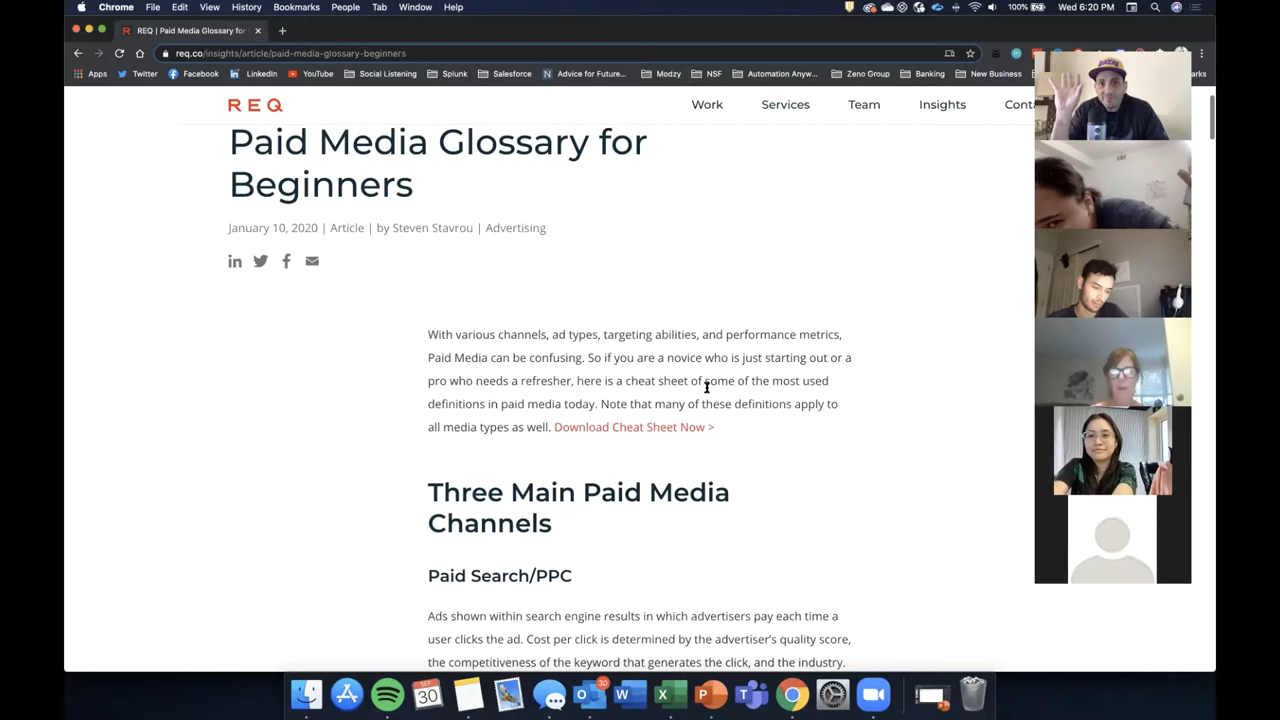 Chrome File Edit View History Bookmarks People Tab Window Help
100% Wed 6:20 PM
REQ | Paid Media Glossary for
req.co/insights/article/paid-media-glossary-beginners
Apps Twitter Facebook LinkedIn YouTube Social Listening Splunk Salesforce Advice for Future... Modzy NSF Automation Anyw... Zeno Group Banking New Business
REQ
Work Services Team Insights Cont
Paid Media Glossary for
Beginners
January 10, 2020 | Article | by Steven Stavrou | Advertising
With various channels, ad types, targeting abilities, and performance metrics,
Paid Media can be confusing. So if you are a novice who is just starting out or a
pro who needs a refresher, here is a cheat sheet of some of the most used
definitions in paid media today. Note that many of these definitions apply to
all media types as well. Download Cheat Sheet Now >
Three Main Paid Media
Channels
Paid Search/PPC
Ads shown within search engine results in which advertisers pay each time a
user clicks the ad. Cost per click is determined by the advertiser's quality score,
the competitiveness of the keyword that generates the click, and the industry.
SEP
30
30